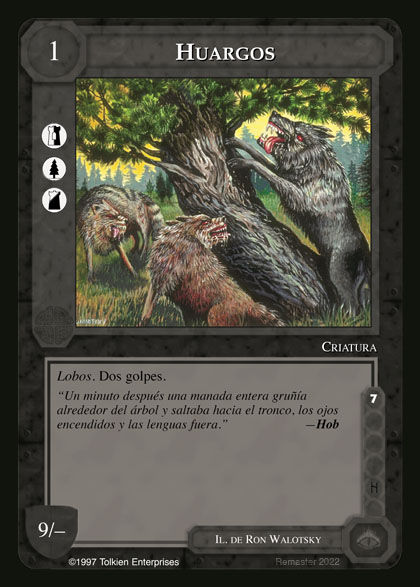 1
HUARGOS
CRIATURA
Lobos. Dos golpes.
“Un minuto después una manada entera gruñía
alrededor del árbol y saltaba hacia el tronco, los ojos
encendidos y las lenguas fuera.” —Hob
7
9/–
IL. DE RON WALOTSKY
©1997 Tolkien Enterprises
Remaster 2022